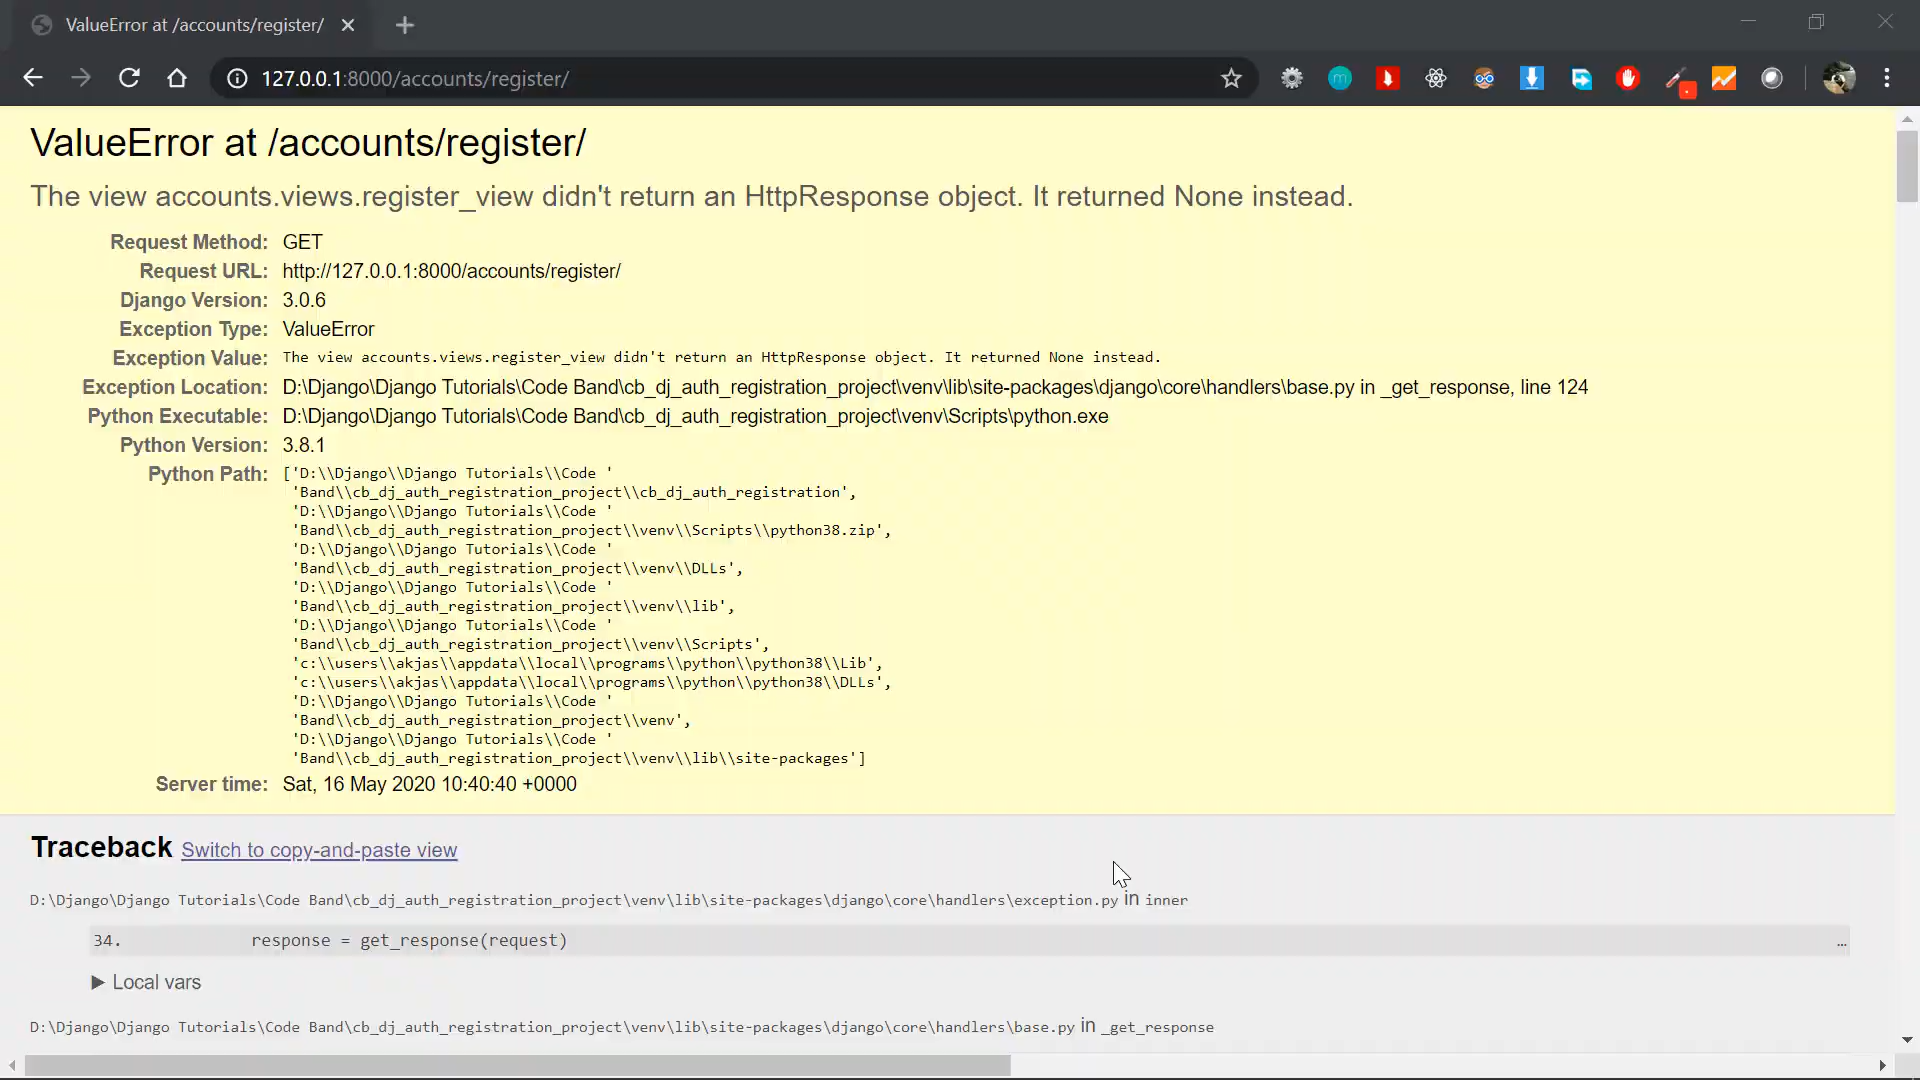 ValueError at /accounts/register/
127.0.0.1:8000/accounts/register/
m
ValueError at /accounts/register/
The view accounts.views.register_view didn't return an HttpResponse object. It returned None instead.
Request Method: GET
Request URL: http://127.0.0.1:8000/accounts/register/
Django Version: 3.0.6
Exception Type: ValueError
Exception Value: The view accounts.views.register_view didn't return an HttpResponse object. It returned None instead.
Exception Location: D:\Django\Django Tutorials\Code Band\cb_dj_auth_registration_project\venv\lib\site-packages\django\core\handlers\base.py in _get_response, line 124
Python Executable: D:\Django\Django Tutorials\Code Band\cb_dj_auth_registration_project\venv\Scripts\python.exe
Python Version: 3.8.1
Python Path: ['D:\\Django\\Django Tutorials\\Code '
'Band\\cb_dj_auth_registration_project\\cb_dj_auth_registration',
'D:\\Django\\Django Tutorials\\Code '
'Band\\cb_dj_auth_registration_project\\venv\\Scripts\\python38.zip',
'D:\\Django\\Django Tutorials\\Code '
'Band\\cb_dj_auth_registration_project\\venv\\DLLs',
'D:\\Django\\Django Tutorials\\Code '
'Band\\cb_dj_auth_registration_project\\venv\\lib',
'D:\\Django\\Django Tutorials\\Code '
'Band\\cb_dj_auth_registration_project\\venv\\Scripts',
'c:\\users\\akjas\\appdata\\local\\programs\\python\\python38\\Lib',
'c:\\users\\akjas\\appdata\\local\\programs\\python\\python38\\DLLs',
'D:\\Django\\Django Tutorials\\Code '
'Band\\cb_dj_auth_registration_project\\venv',
'D:\\Django\\Django Tutorials\\Code '
'Band\\cb_dj_auth_registration_project\\venv\\lib\\site-packages']
Server time: Sat, 16 May 2020 10:40:40 +0000
Traceback Switch to copy-and-paste view
D:\Django\Django Tutorials\Code Band\cb_dj_auth_registration_project\venv\lib\site-packages\django\core\handlers\exception.py in inner
34. response = get_response(request) …
▶ Local vars
D:\Django\Django Tutorials\Code Band\cb_dj_auth_registration_project\venv\lib\site-packages\django\core\handlers\base.py in _get_response